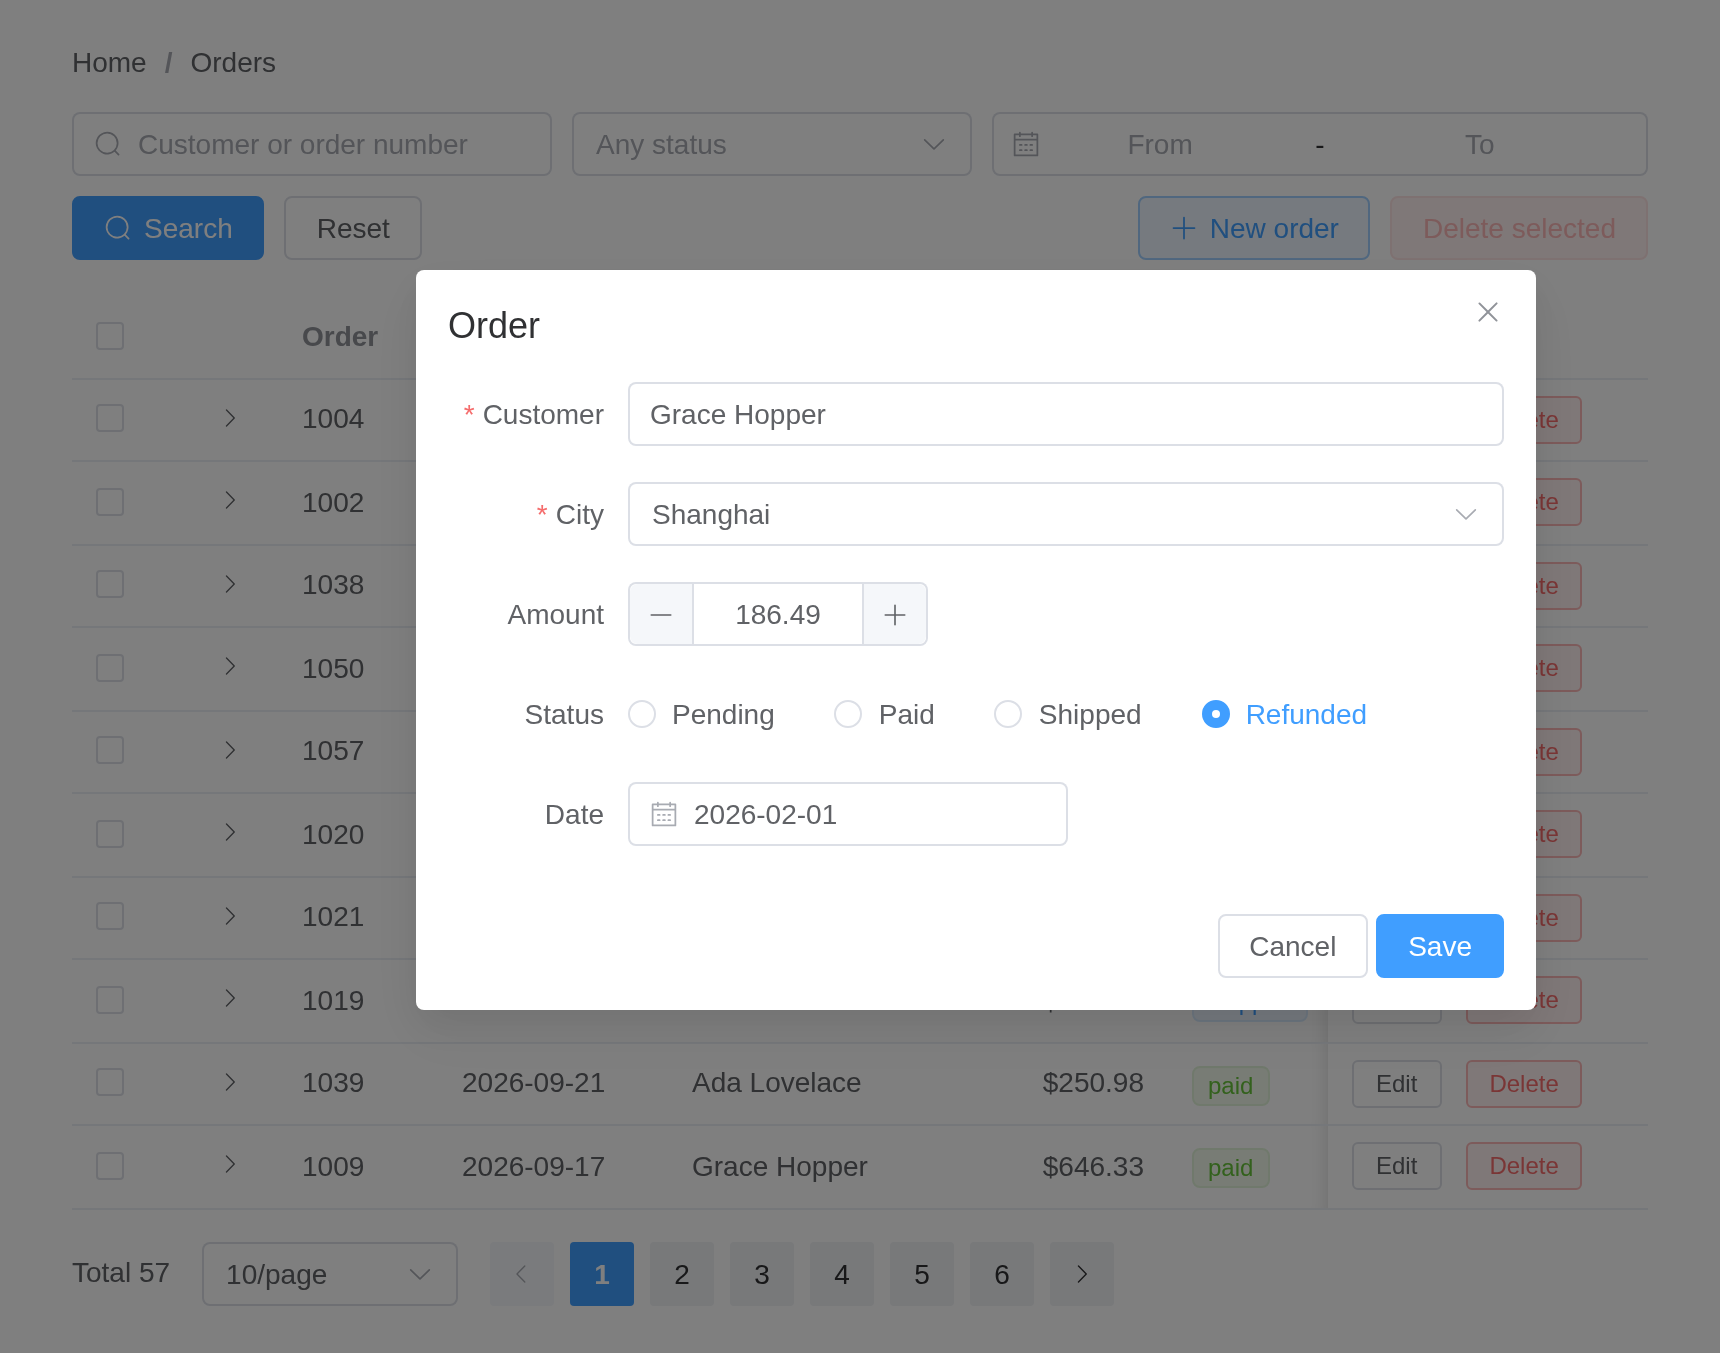 Home / Orders
Customer or order number
Any status
From - To
Search
Reset
New order
Delete selected
Order
Order
* Customer
Grace Hopper
* City
Shanghai
Amount
186.49
Status
Pending
Paid
Shipped
Refunded
Date
2026-02-01
Cancel
Save
1004
1002
1038
1050
1057
1020
1021
1019
1039 2026-09-21 Ada Lovelace $250.98 paid Edit Delete
1009 2026-09-17 Grace Hopper $646.33 paid Edit Delete
Total 57
10/page
1 2 3 4 5 6